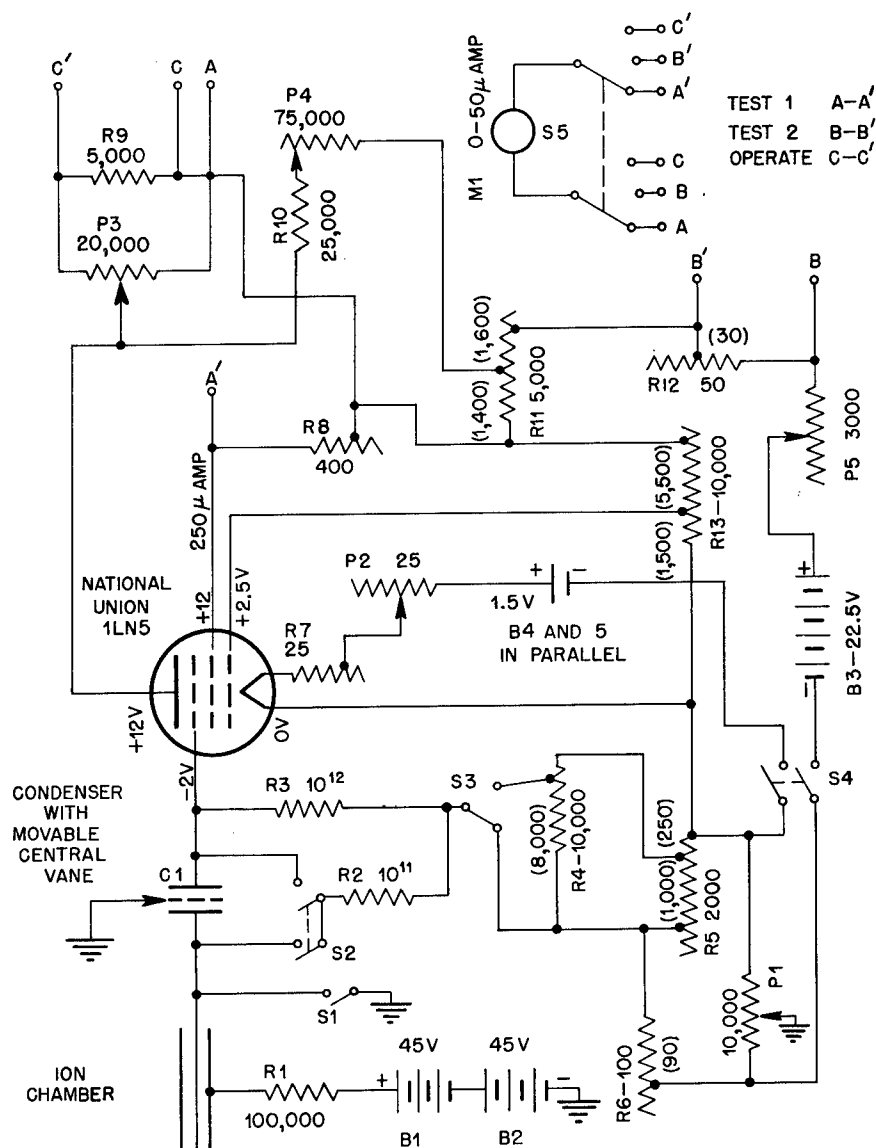 C'
C
A
R9
5,000
P3
20,000
P4
75,000
R10
25,000
0-50μ AMP
M1
S5
C'
B'
A'
C
B
A
TEST 1 A-A'
TEST 2 B-B'
OPERATE C-C'
B'
B
(30)
R12
50
P5 3000
(1,600)
(1,400)
R11 5,000
A'
R8
400
250 μ AMP
(5,500)
(1,500)
R13-10,000
NATIONAL
UNION
1LN5
+12
+2.5V
P2 25
+ -
1.5V
B4 AND 5
IN PARALLEL
R7
25
+
B3-22.5V
-
+12V
0V
-2V
S4
CONDENSER
WITH
MOVABLE
CENTRAL
VANE
C1
R3 10¹²
S3
R2 10¹¹
S2
(8,000)
R4-10,000
(250)
(1,000)
R5 2000
S1
P1
10,000
ION
CHAMBER
R1
100,000
45V
45V
+
-
B1
B2
R6-100
(90)